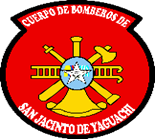 CUERPO DE BOMBEROS DE
SAN JACINTO DE YAGUACHI